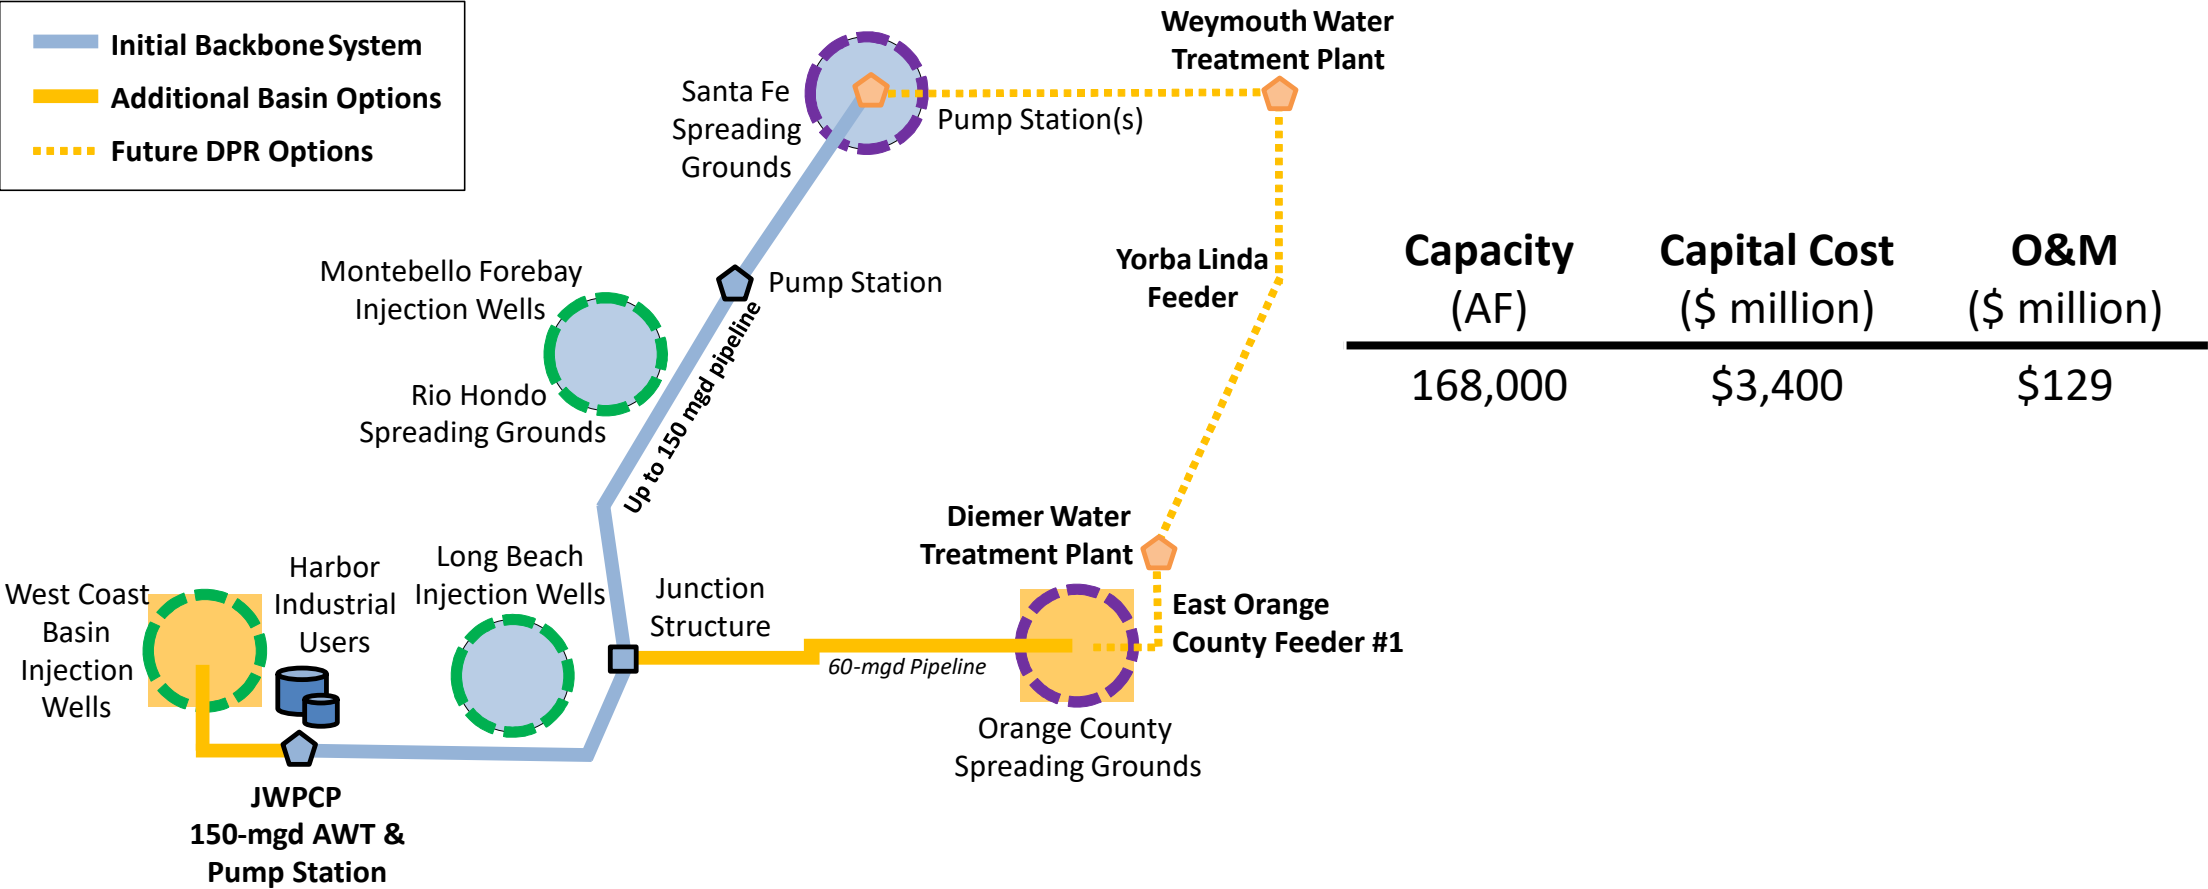 Initial Backbone System
Additional Basin Options
Future DPR Options
Weymouth Water
Treatment Plant
Santa Fe
Spreading
Grounds
Pump Station(s)
Montebello Forebay
Injection Wells
Pump Station
Yorba Linda
Feeder
Capacity
(AF)
Capital Cost
($ million)
O&M
($ million)
168,000
$3,400
$129
Rio Hondo
Spreading Grounds
Up to 150 mgd pipeline
Diemer Water
Treatment Plant
West Coast
Basin
Injection
Wells
Harbor
Industrial
Users
Long Beach
Injection Wells
Junction
Structure
60-mgd Pipeline
East Orange
County Feeder #1
Orange County
Spreading Grounds
JWPCP
150-mgd AWT &
Pump Station